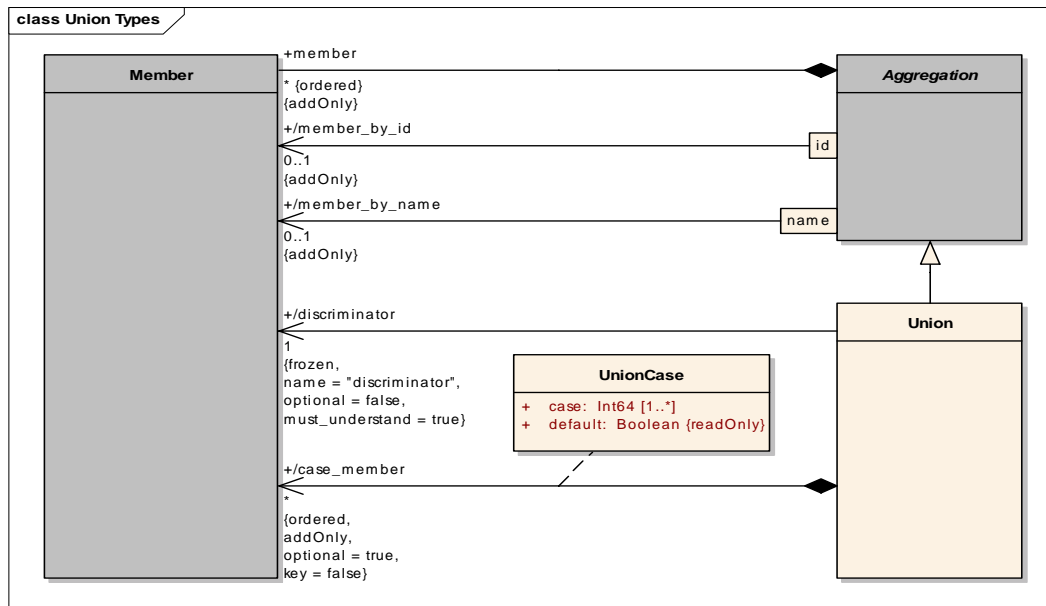 class Union Types
+member
Member
Aggregation
* {ordered}
{addOnly}
+/member_by_id
id
0..1
{addOnly}
+/member_by_name
name
0..1
{addOnly}
+/discriminator
Union
1
{frozen,
name = "discriminator",
optional = false,
must_understand = true}
UnionCase
+ case: Int64 [1..*]
+ default: Boolean {readOnly}
+/case_member
*
{ordered,
addOnly,
optional = true,
key = false}